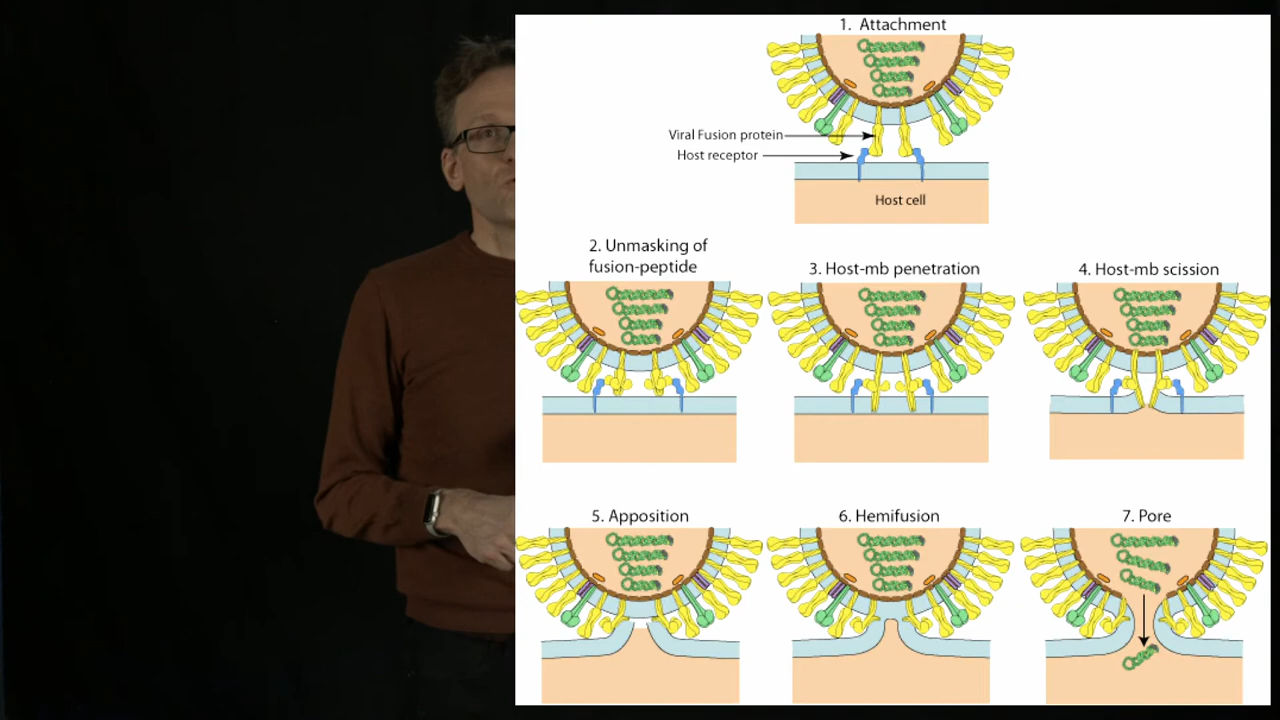 1. Attachment
Viral Fusion protein
Host receptor
Host cell
2. Unmasking of
fusion-peptide
3. Host-mb penetration
4. Host-mb scission
5. Apposition
6. Hemifusion
7. Pore